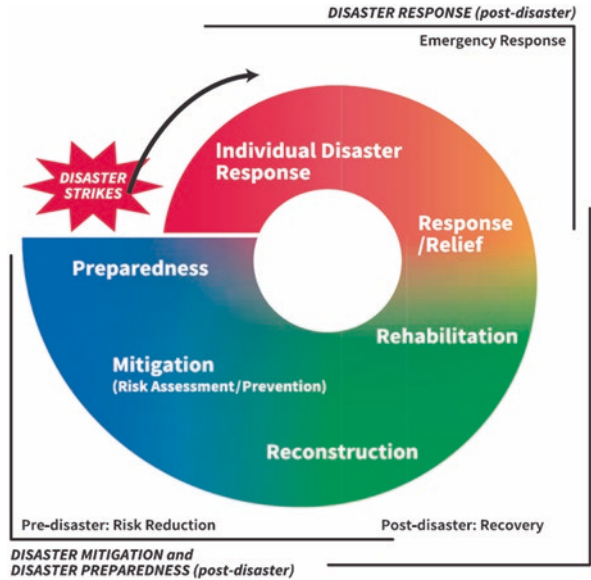 DISASTER RESPONSE (post-disaster)
Emergency Response
DISASTER
STRIKES
Individual Disaster
Response
Response
/Relief
Preparedness
Rehabilitation
Mitigation
(Risk Assessment/Prevention)
Reconstruction
Pre-disaster: Risk Reduction
Post-disaster: Recovery
DISASTER MITIGATION and
DISASTER PREPAREDNESS (post-disaster)